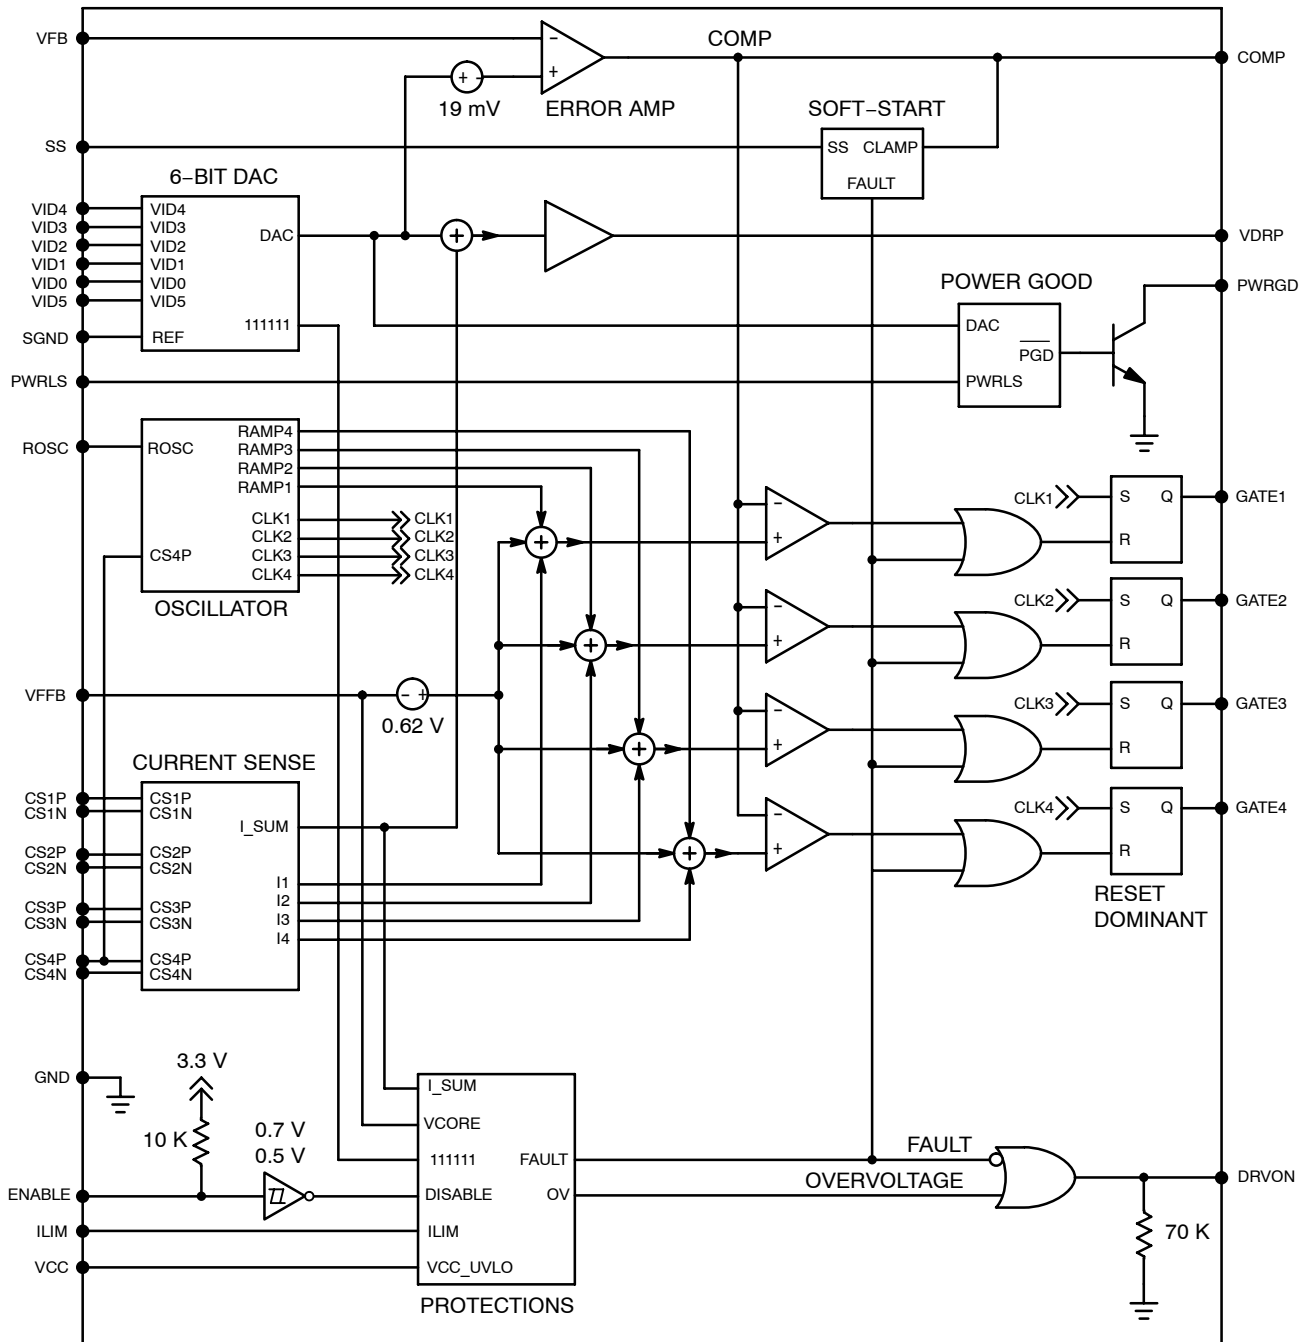 VFB
−
+
COMP
COMP
+ -
19 mV
ERROR AMP
SOFT−START
SS
SS CLAMP
FAULT
6−BIT DAC
VID4 VID4
VID3 VID3
VID2 VID2
VID1 VID1
VID0 VID0
VID5 VID5
DAC
+
VDRP
111111
SGND
REF
POWER GOOD
PWRGD
DAC
PGD
PWRLS
PWRLS
ROSC
ROSC
RAMP4
RAMP3
RAMP2
RAMP1
CLK1 CLK1
CLK2 CLK2
CLK3 CLK3
CLK4 CLK4
CS4P
OSCILLATOR
+
−
+
CLK1
S Q
R
GATE1
+
−
+
CLK2
S Q
R
GATE2
VFFB
- +
0.62 V
+
−
+
CLK3
S Q
R
GATE3
+
−
+
CLK4
S Q
R
GATE4
RESET
DOMINANT
CURRENT SENSE
CS1P CS1P
CS1N CS1N
I_SUM
CS2P CS2P
CS2N CS2N
I1
I2
CS3P CS3P
CS3N CS3N
I3
I4
CS4P CS4P
CS4N CS4N
GND
3.3 V
10 K
0.7 V
0.5 V
ENABLE
ILIM
VCC
I_SUM
VCORE
111111
DISABLE
ILIM
VCC_UVLO
FAULT
OV
PROTECTIONS
FAULT
OVERVOLTAGE
DRVON
70 K